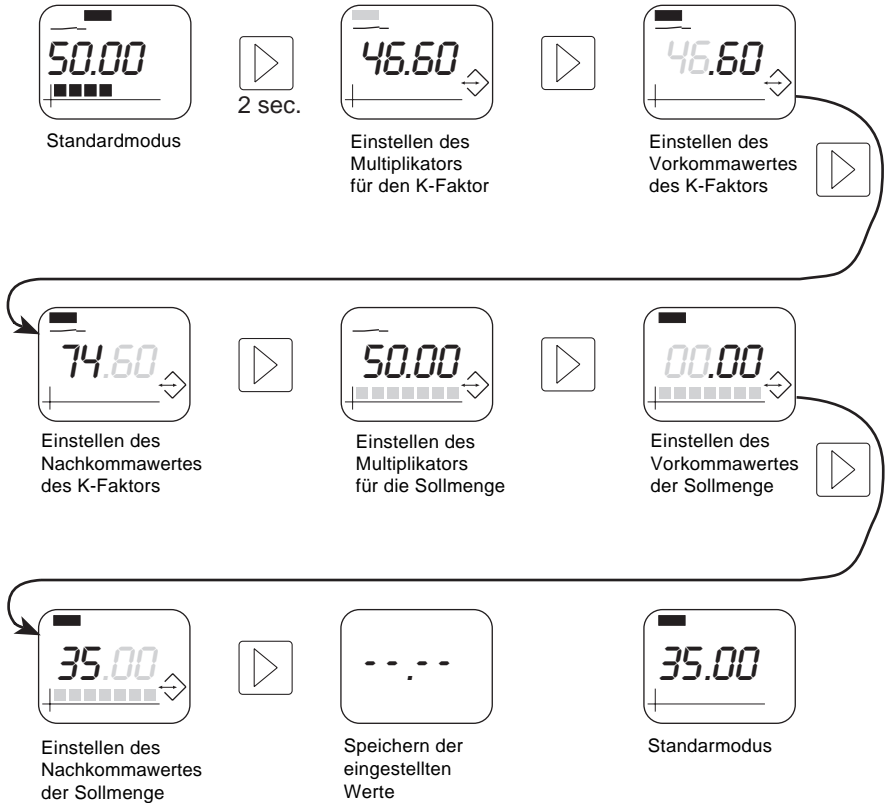 50.00
2 sec.
46.60
46.60
Standardmodus
Einstellen des
Multiplikators
für den K-Faktor
Einstellen des
Vorkommawertes
des K-Faktors
74.60
50.00
00.00
Einstellen des
Nachkommawertes
des K-Faktors
Einstellen des
Multiplikators
für die Sollmenge
Einstellen des
Vorkommawertes
der Sollmenge
35.00
--.--
35.00
Einstellen des
Nachkommawertes
der Sollmenge
Speichern der
eingestellten
Werte
Standarmodus